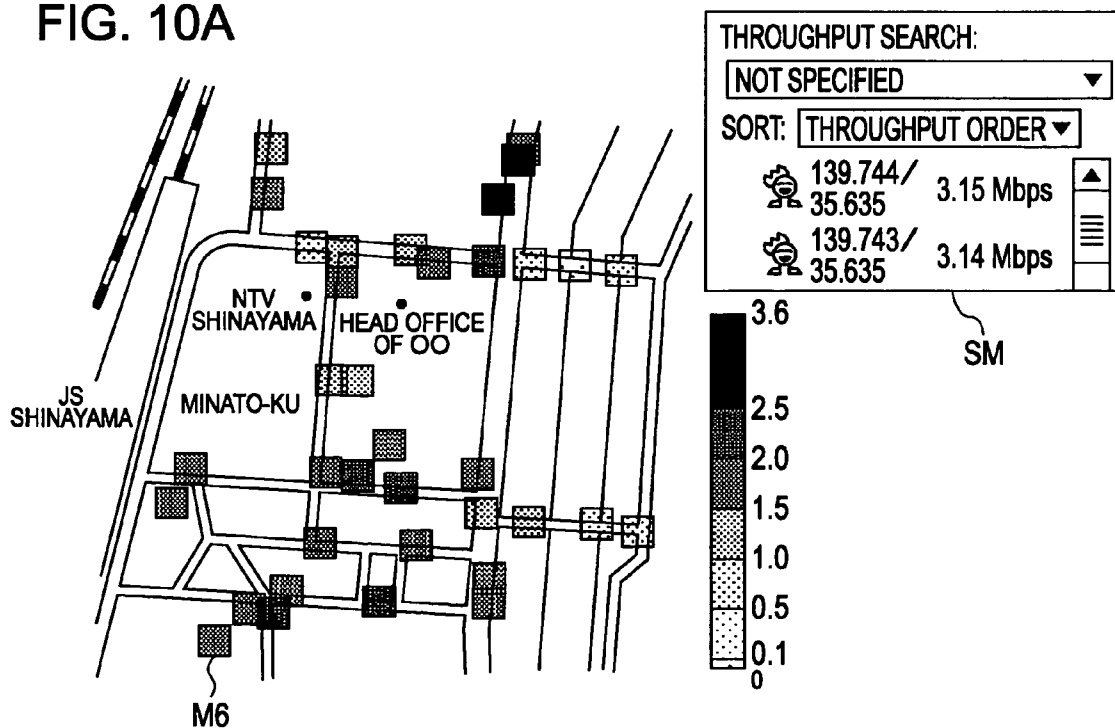 FIG. 10A
THROUGHPUT SEARCH:
NOT SPECIFIED
SORT: THROUGHPUT ORDER
139.744/
35.635
3.15 Mbps
139.743/
35.635
3.14 Mbps
SM
NTV
SHINAYAMA
HEAD OFFICE
OF OO
JS
SHINAYAMA
MINATO-KU
3.6
2.5
2.0
1.5
1.0
0.5
0.1
0
M6